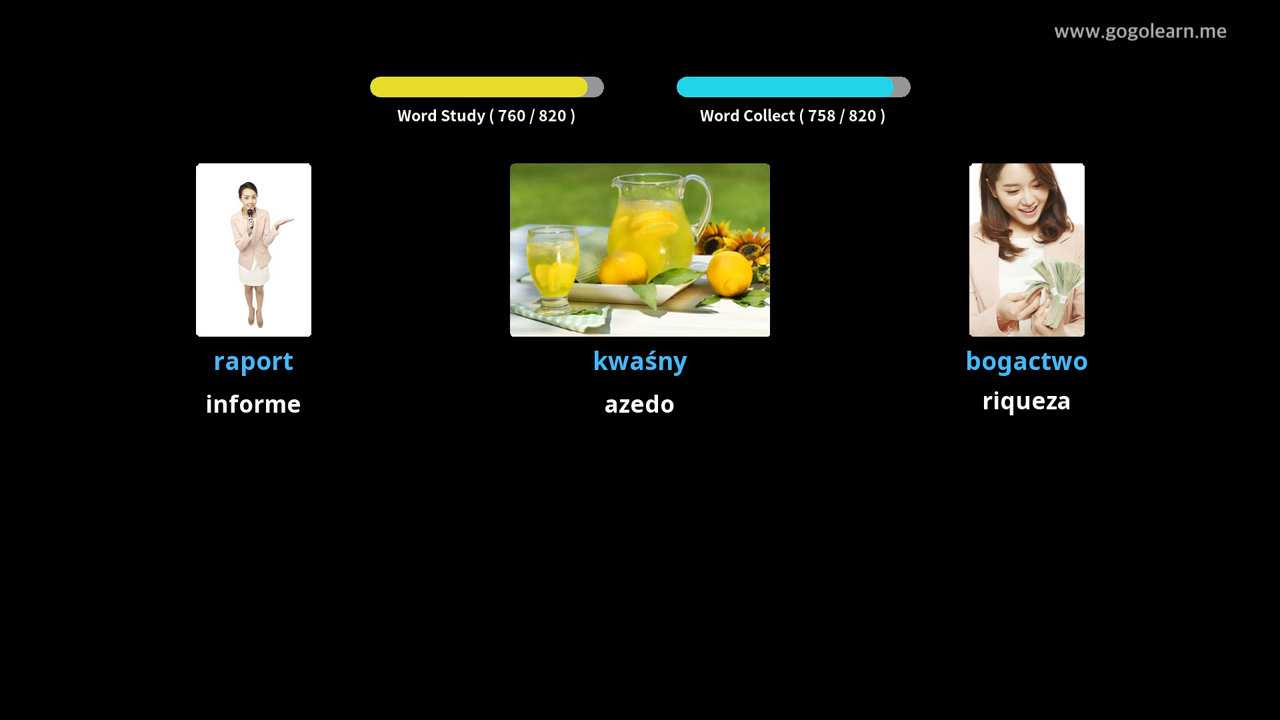 www.gogolearn.me
Word Study ( 760 / 820 )
Word Collect ( 758 / 820 )
raport
kwaśny
bogactwo
informe
azedo
riqueza